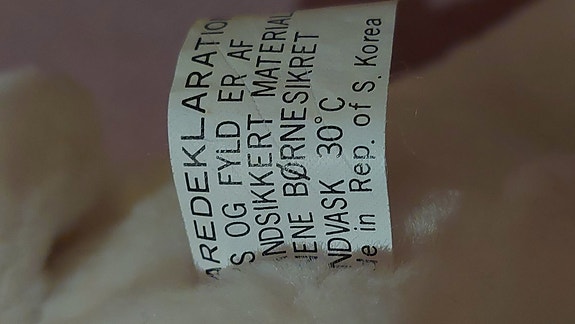 AREDEKLARATIO
S OG FYLD ER AF
NDSIKKERT MATERIAL
ENE BØRNESIKRET
NDVASK 30°C
e in Rep. of S. Korea